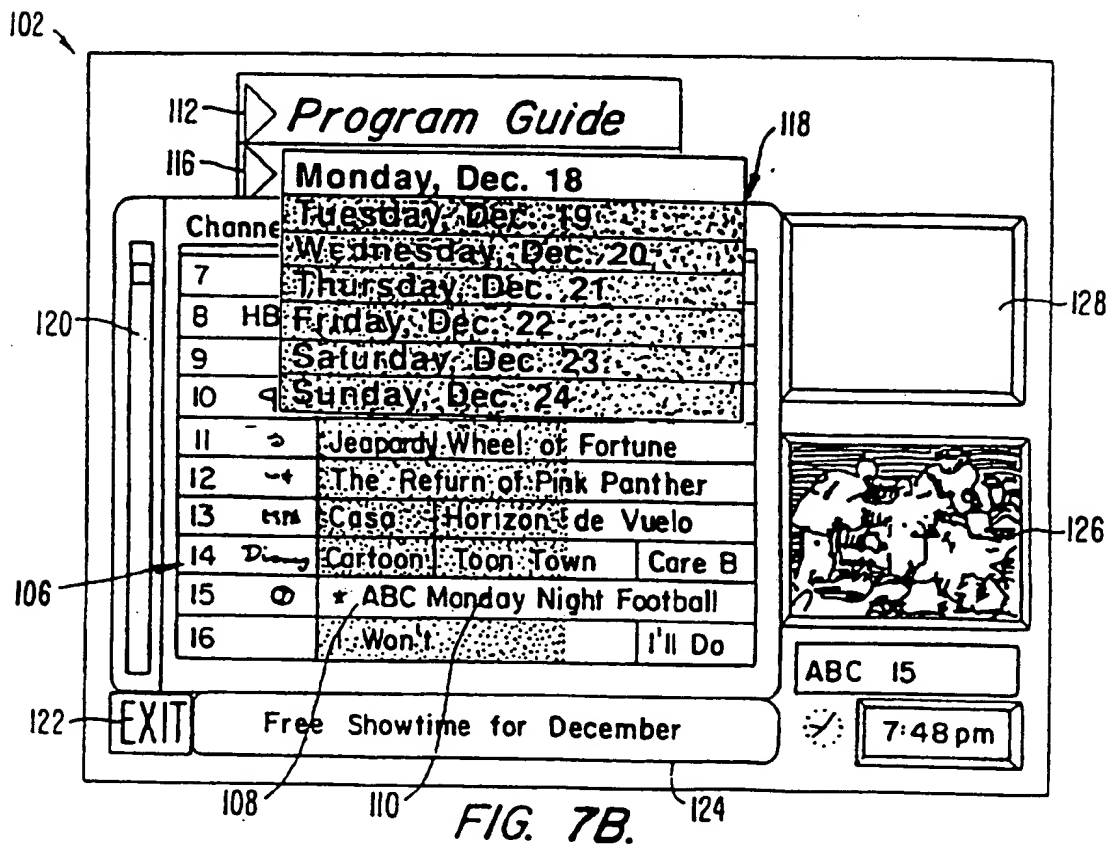 102
112
Program Guide
118
116
Monday, Dec. 18
Tuesday, Dec. 19
Wednesday, Dec. 20
Thursday, Dec. 21
Friday, Dec. 22
Saturday, Dec. 23
Sunday, Dec. 24
Channe
7
8 HB
9
10
11 Jeopardy Wheel of Fortune
12 The Return of Pink Panther
13 Casa Horizon de Vuelo
14 Cartoon Toon Town Care B
15 * ABC Monday Night Football
16 I Won't I'll Do
120
128
126
106
ABC 15
122
EXIT
Free Showtime for December
7:48pm
108
110
124
FIG. 7B.